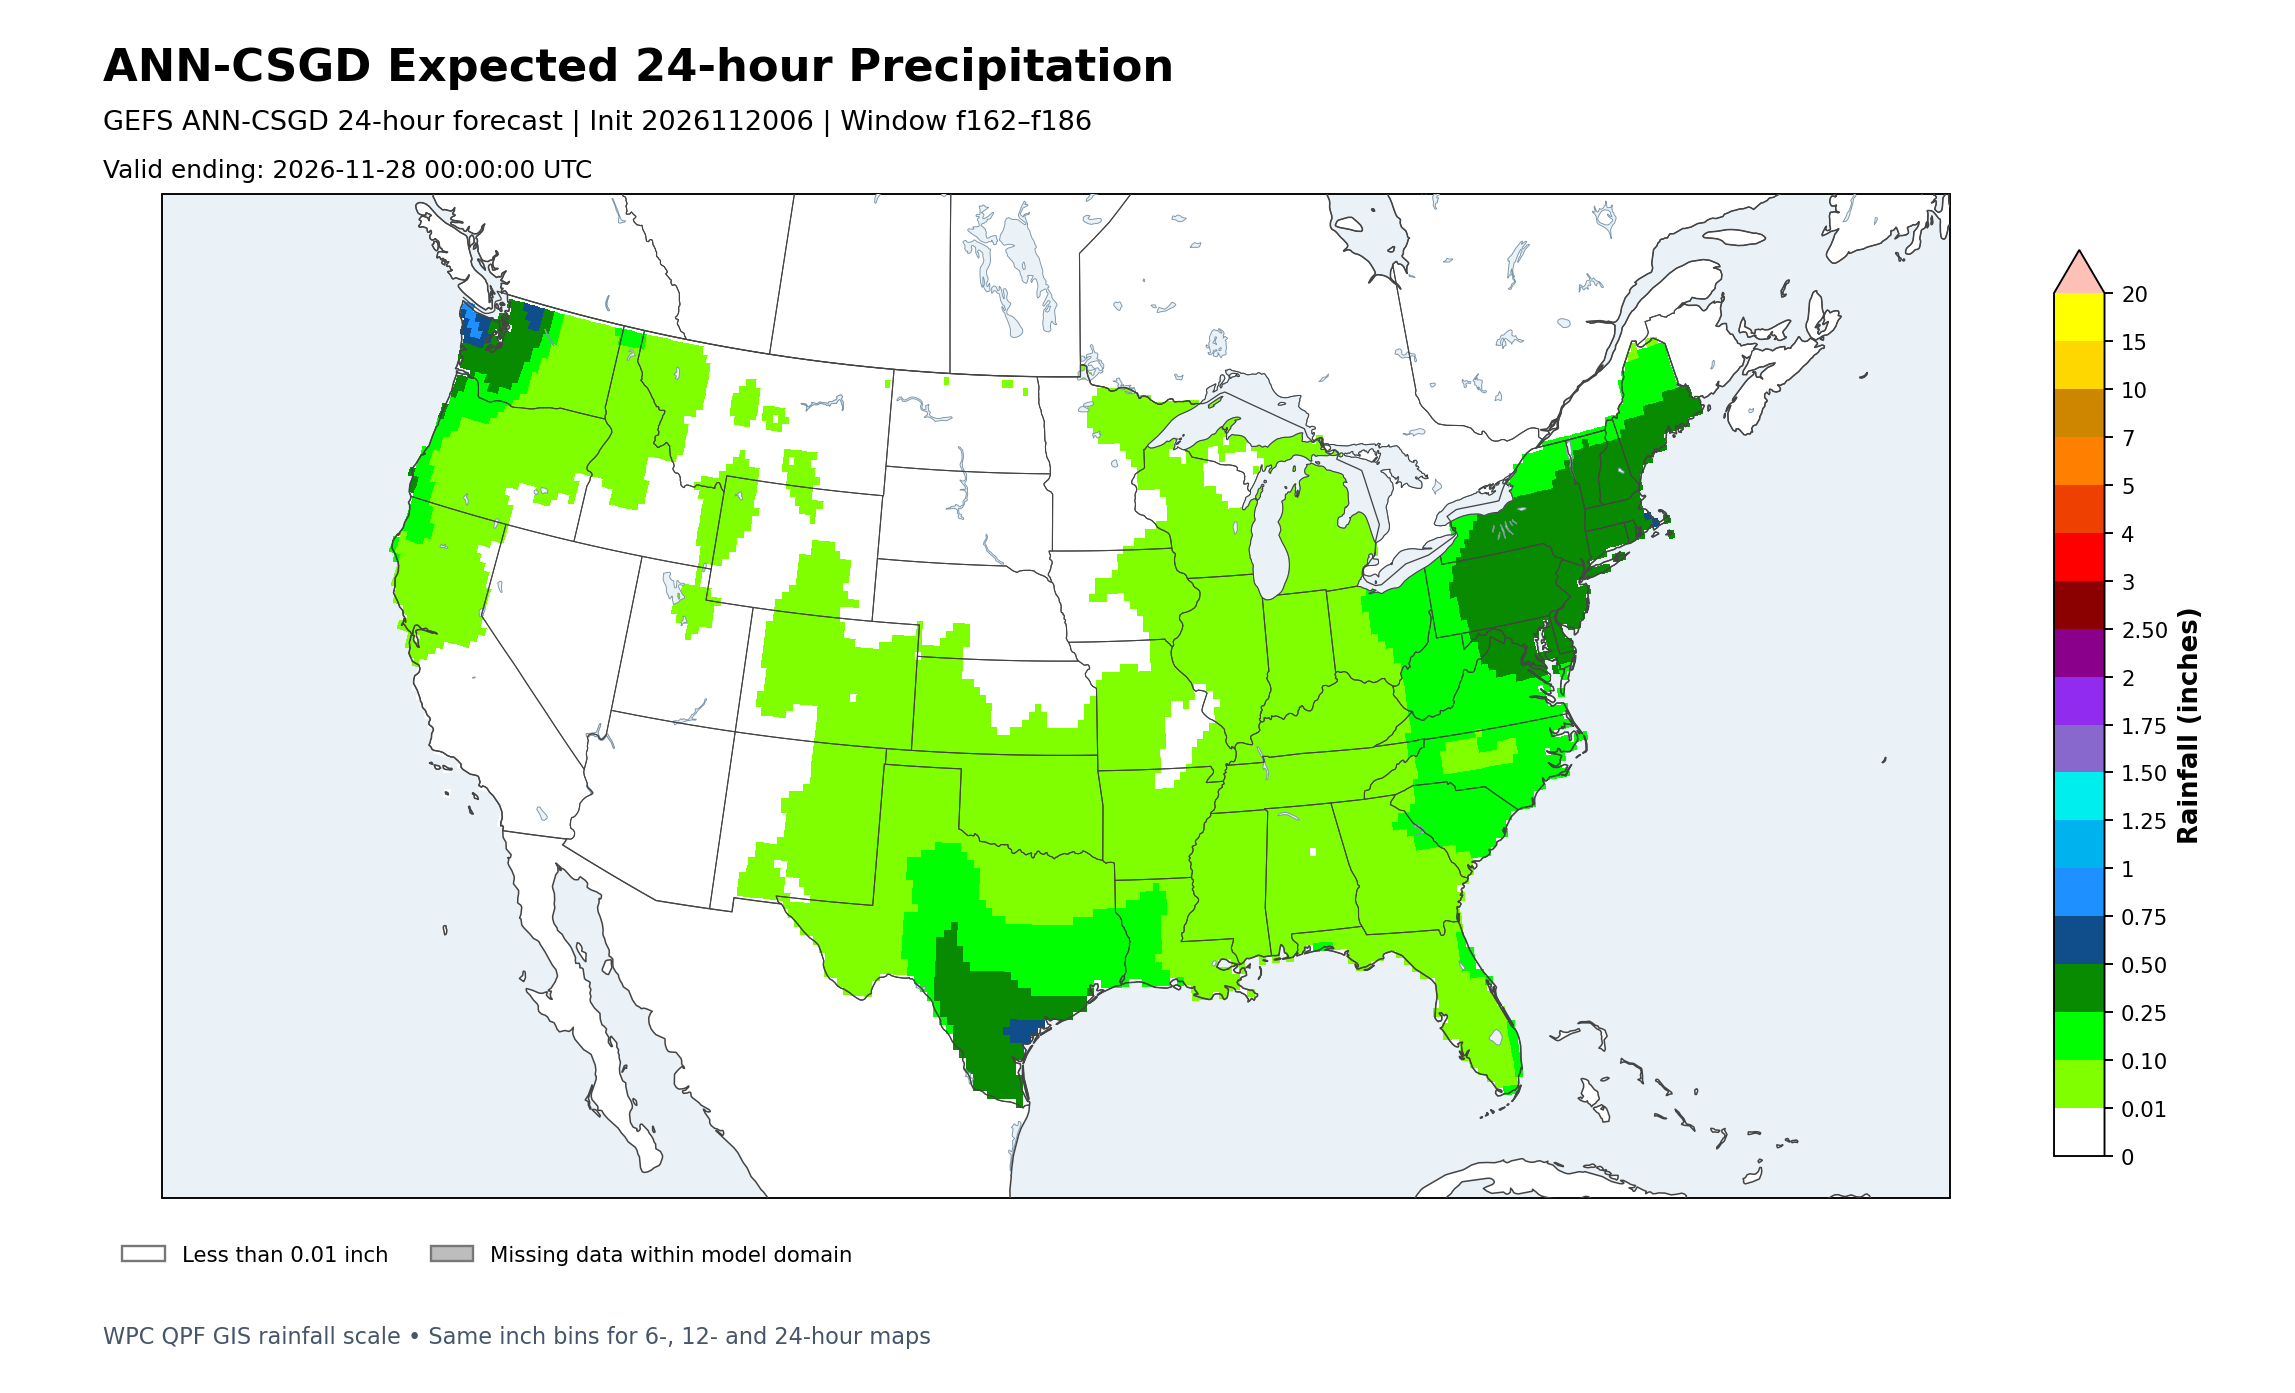 ANN-CSGD Expected 24-hour Precipitation
GEFS ANN-CSGD 24-hour forecast | Init 2026112006 | Window f162–f186
Valid ending: 2026-11-28 00:00:00 UTC
20
15
10
7
5
4
3
2.50
2
1.75
1.50
1.25
1
0.75
0.50
0.25
0.10
0.01
0
Rainfall (inches)
Less than 0.01 inch
Missing data within model domain
WPC QPF GIS rainfall scale • Same inch bins for 6-, 12- and 24-hour maps